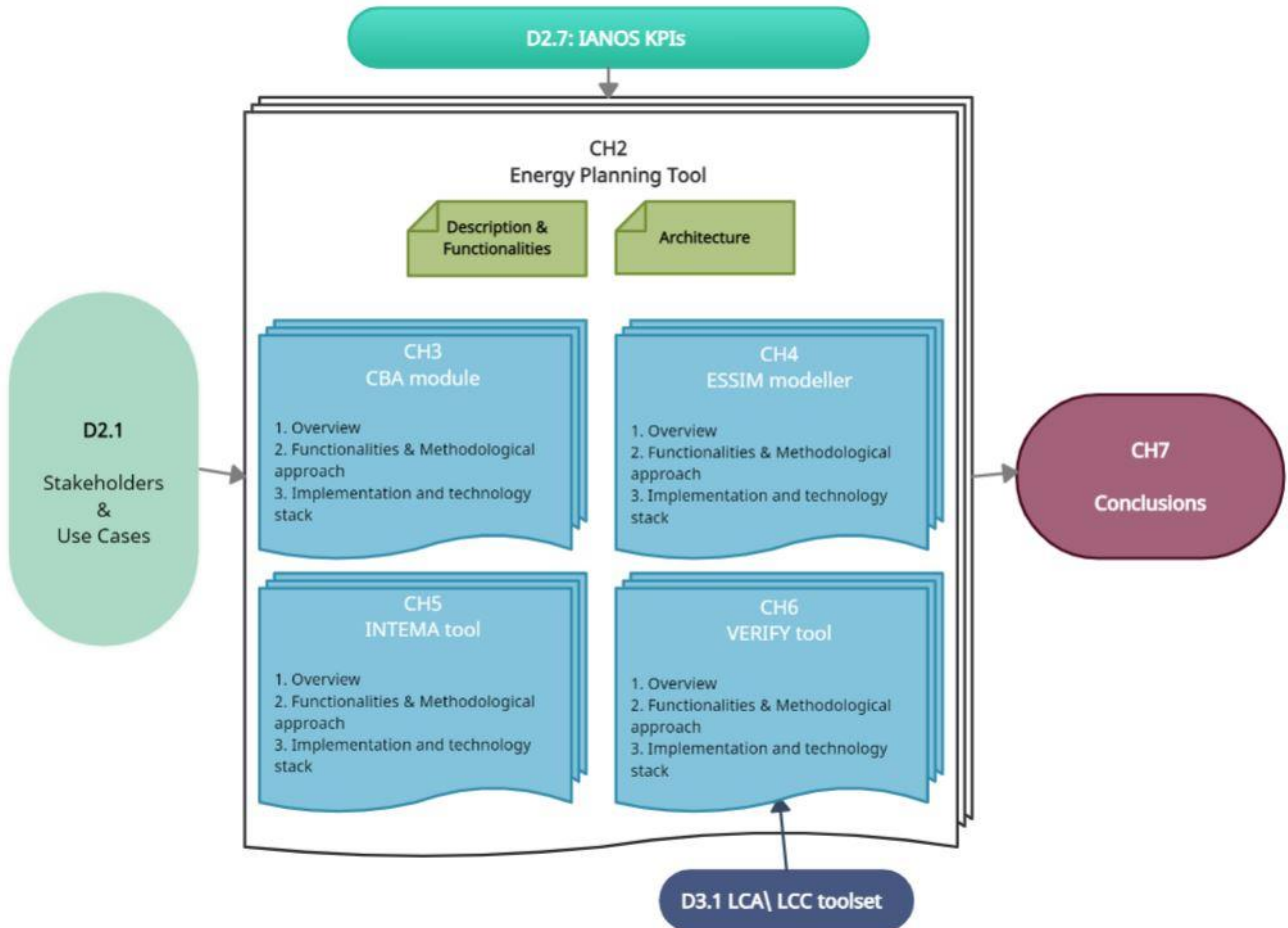 D2.7: IANOS KPIs
CH2
Energy Planning Tool
Description &
Functionalities
Architecture
D2.1
Stakeholders
&
Use Cases
CH3
CBA module
1. Overview
2. Functionalities & Methodological
approach
3. Implementation and technology
stack
CH4
ESSIM modeller
1. Overview
2. Functionalities & Methodological
approach
3. Implementation and technology
stack
CH5
INTEMA tool
1. Overview
2. Functionalities & Methodological
approach
3. Implementation and technology
stack
CH6
VERIFY tool
1. Overview
2. Functionalities & Methodological
approach
3. Implementation and technology
stack
CH7
Conclusions
D3.1 LCA\ LCC toolset